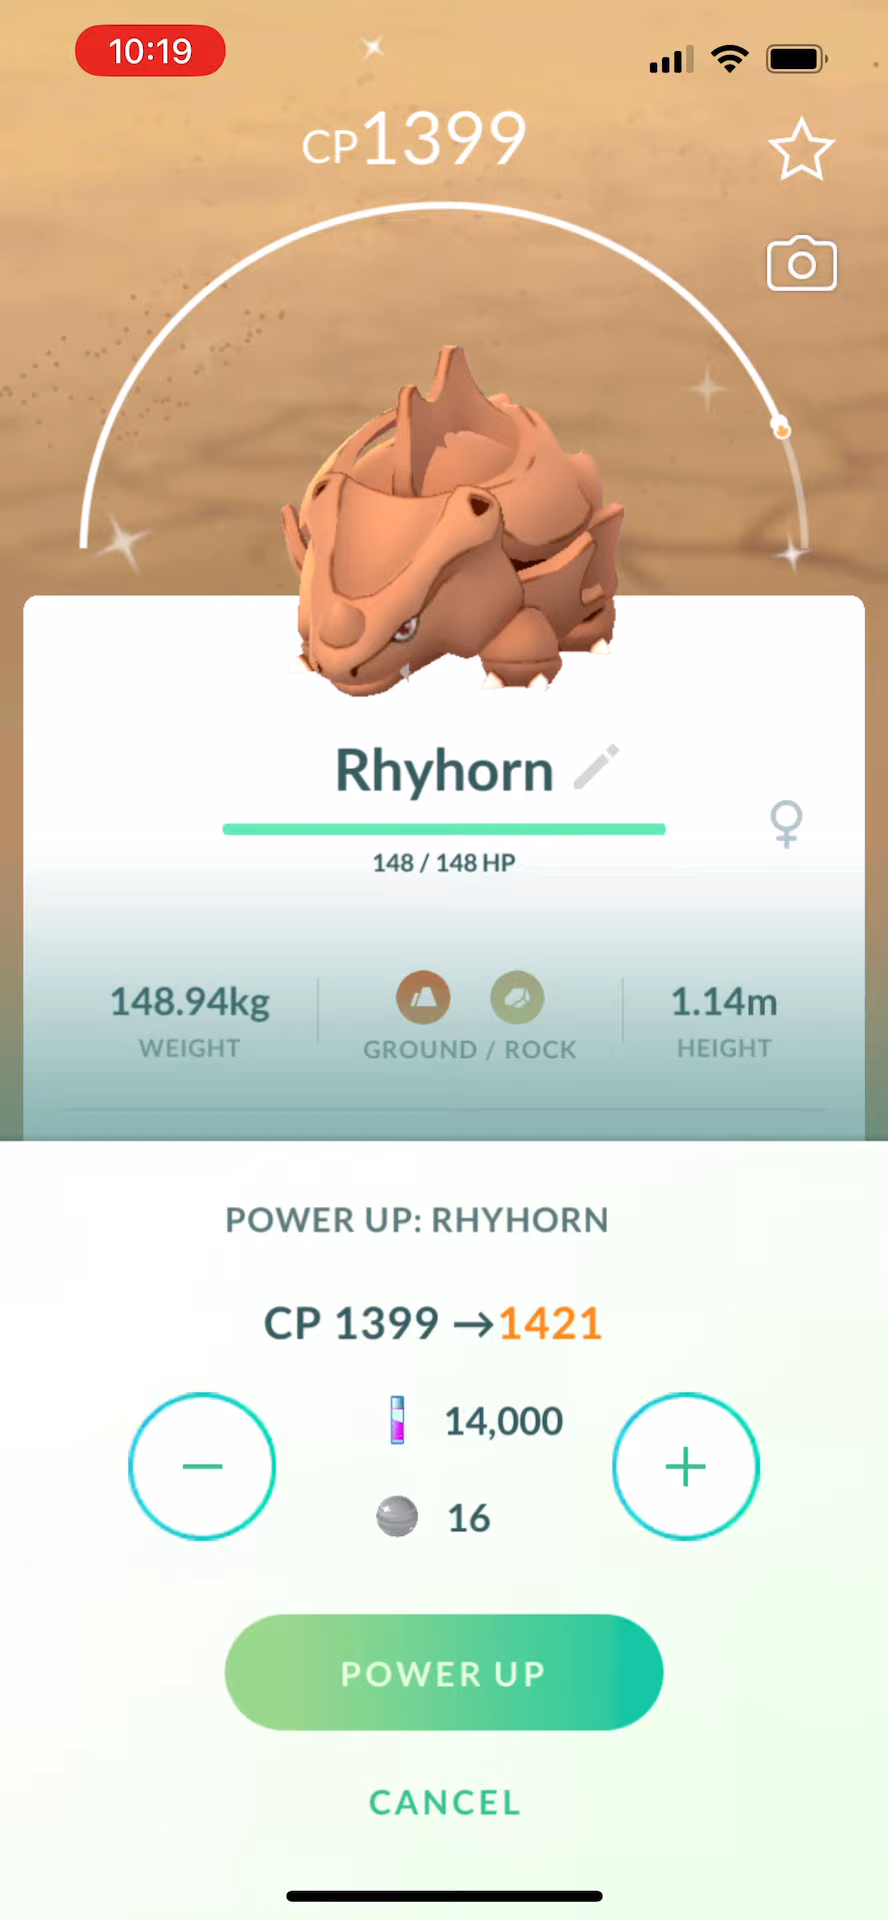 10:19
CP1399
Rhyhorn
148 / 148 HP
148.94kg
WEIGHT
GROUND / ROCK
1.14m
HEIGHT
POWER UP: RHYHORN
CP 1399 →1421
14,000
16
POWER UP
CANCEL